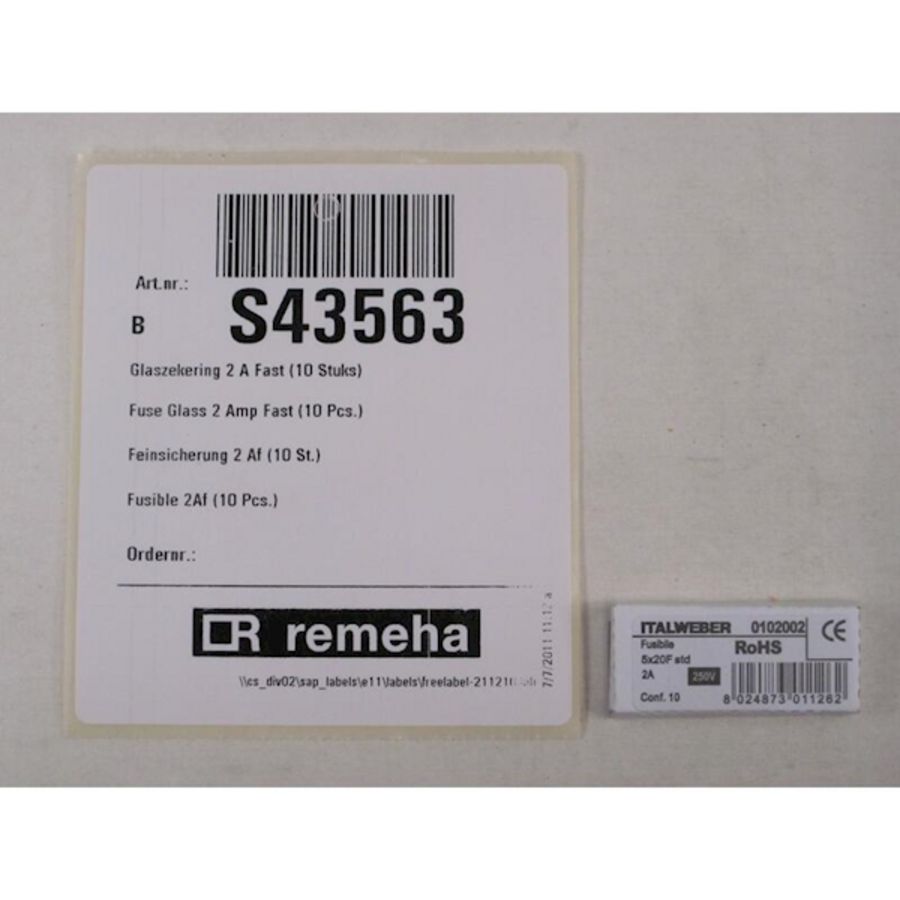 Art.nr.:
B
S43563
Glaszekering 2 A Fast (10 Stuks)
Fuse Glass 2 Amp Fast (10 Pcs.)
Feinsicherung 2 Af (10 St.)
Fusible 2Af (10 Pcs.)
Ordernr.:
remeha
7/7/2011 11:12
ITALWEBER 0102002
CE
Fusibile
RoHS
5x20F std
2A
250V
Conf. 10
8 024873 011262